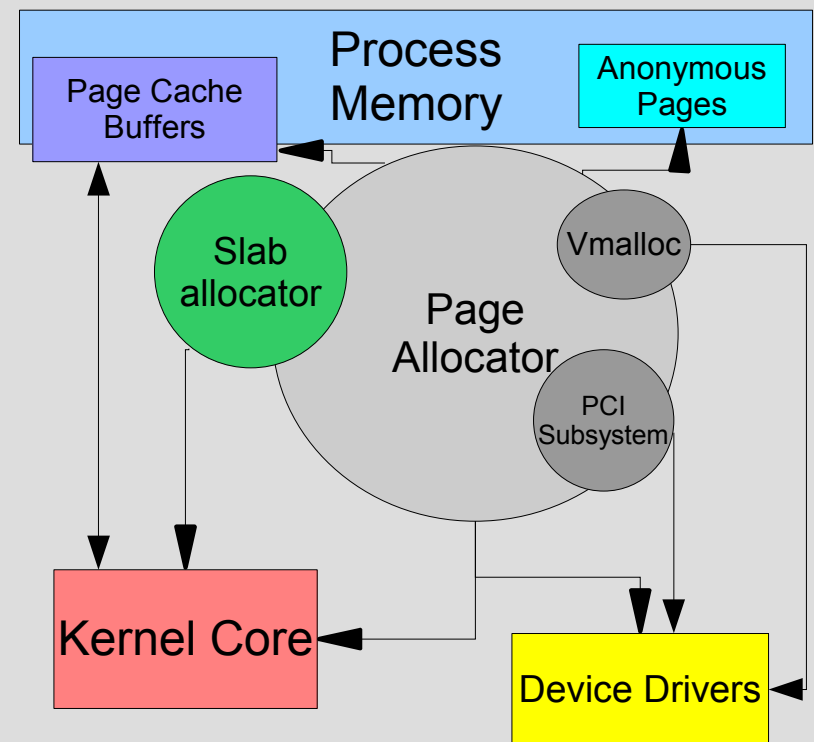 Process
Memory
Page Cache
Buffers
Anonymous
Pages
Slab
allocator
Vmalloc
Page
Allocator
PCI
Subsystem
Kernel Core
Device Drivers